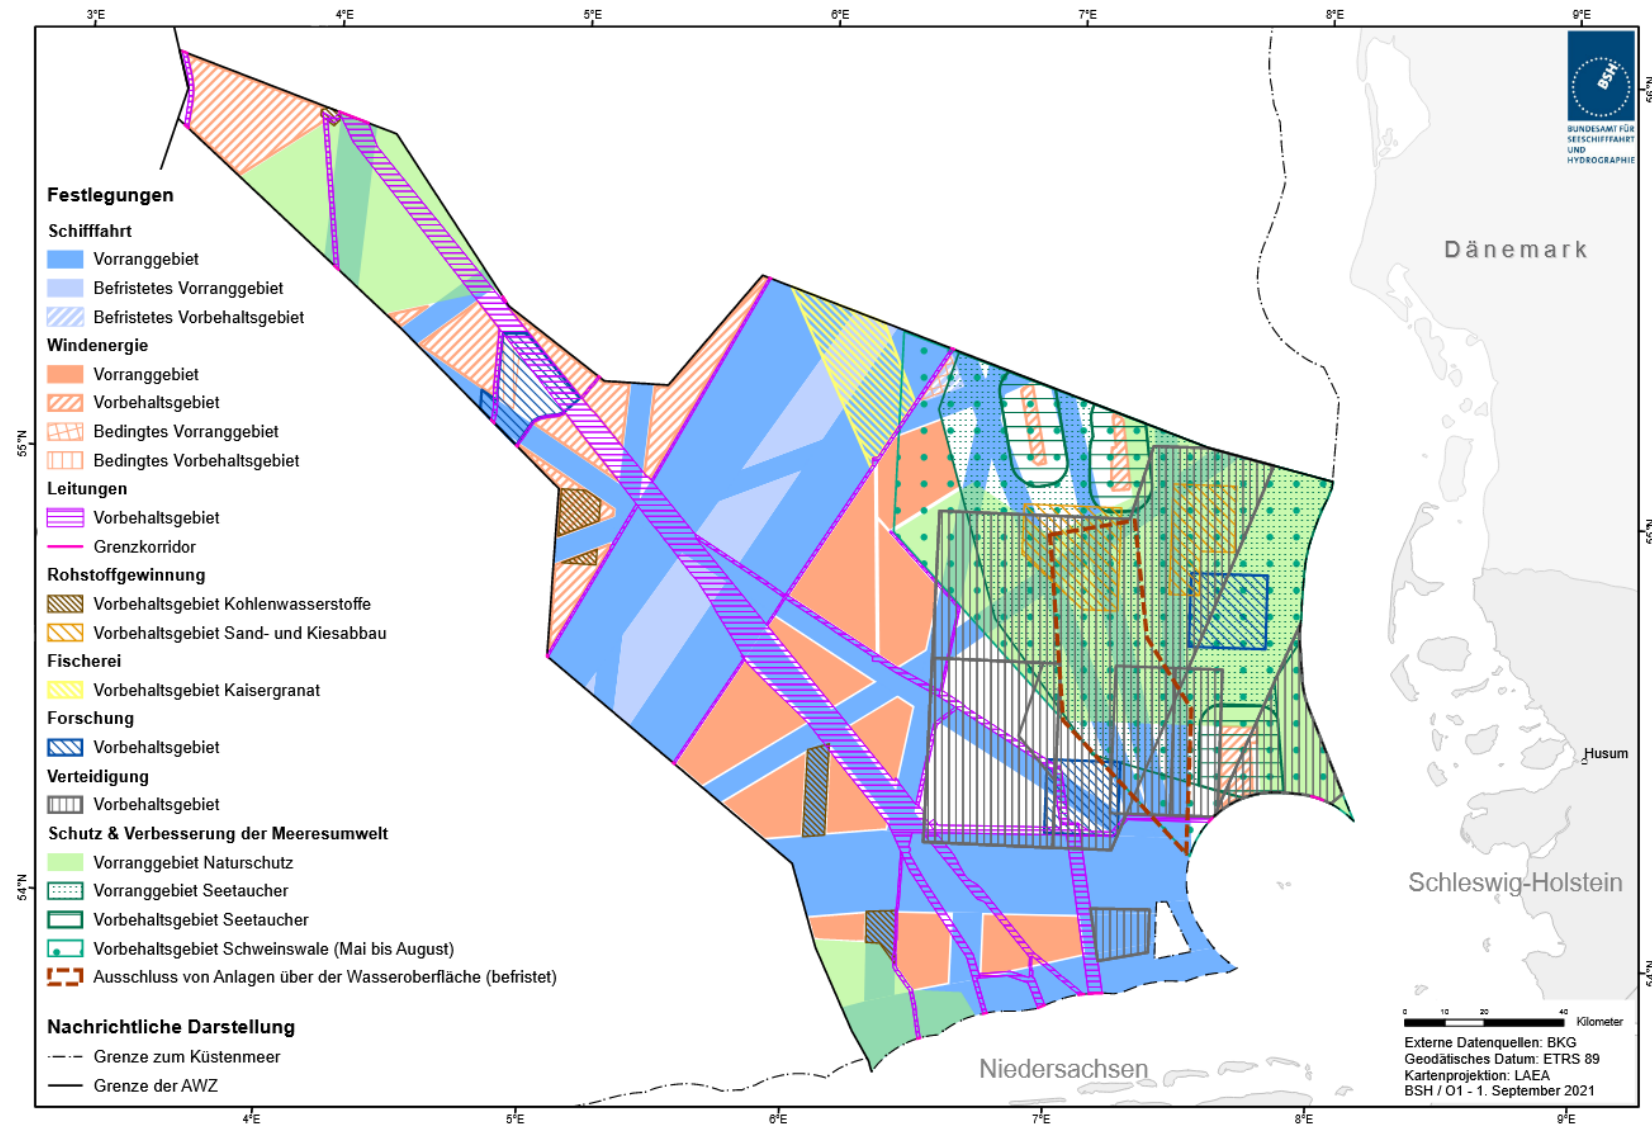 3°E 4°E 5°E 6°E 7°E 8°E 9°E
BSH
BUNDESAMT FÜR
SEESCHIFFFAHRT
UND
HYDROGRAPHIE
Festlegungen
Schifffahrt
Vorranggebiet
Befristetes Vorranggebiet
Befristetes Vorbehaltsgebiet
Windenergie
Vorranggebiet
Vorbehaltsgebiet
Bedingtes Vorranggebiet
Bedingtes Vorbehaltsgebiet
Leitungen
Vorbehaltsgebiet
Grenzkorridor
Rohstoffgewinnung
Vorbehaltsgebiet Kohlenwasserstoffe
Vorbehaltsgebiet Sand- und Kiesabbau
Fischerei
Vorbehaltsgebiet Kaisergranat
Forschung
Vorbehaltsgebiet
Verteidigung
Vorbehaltsgebiet
Schutz & Verbesserung der Meeresumwelt
Vorranggebiet Naturschutz
Vorranggebiet Seetaucher
Vorbehaltsgebiet Seetaucher
Vorbehaltsgebiet Schweinswale (Mai bis August)
Ausschluss von Anlagen über der Wasseroberfläche (befristet)
Nachrichtliche Darstellung
Grenze zum Küstenmeer
Grenze der AWZ
55°N
54°N
Dänemark
Husum
Schleswig-Holstein
Niedersachsen
54°N
0 10 20 40 Kilometer
Externe Datenquellen: BKG
Geodätisches Datum: ETRS 89
Kartenprojektion: LAEA
BSH / O1 - 1. September 2021
4°E 5°E 6°E 7°E 8°E 9°E